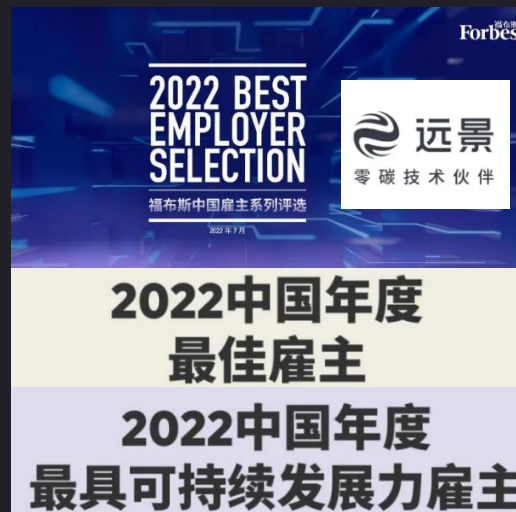 福布斯
Forbes
2022 BEST
EMPLOYER
SELECTION
福布斯中国雇主系列评选
2022 年 7 月
远景
零碳技术伙伴
2022中国年度
最佳雇主
2022中国年度
最具可持续发展力雇主